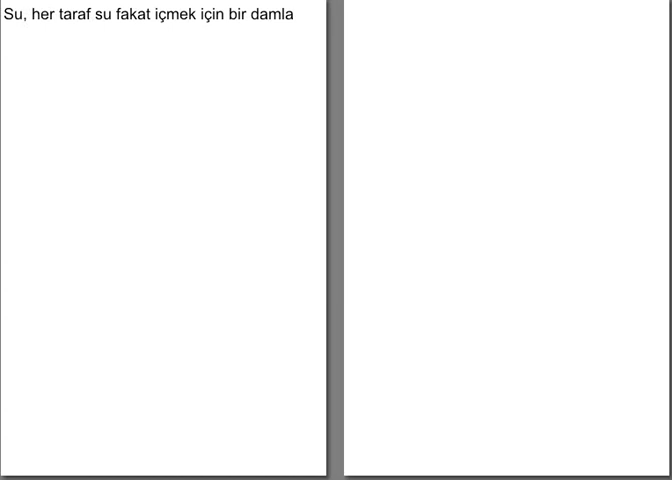 Su, her taraf su fakat içmek için bir damla